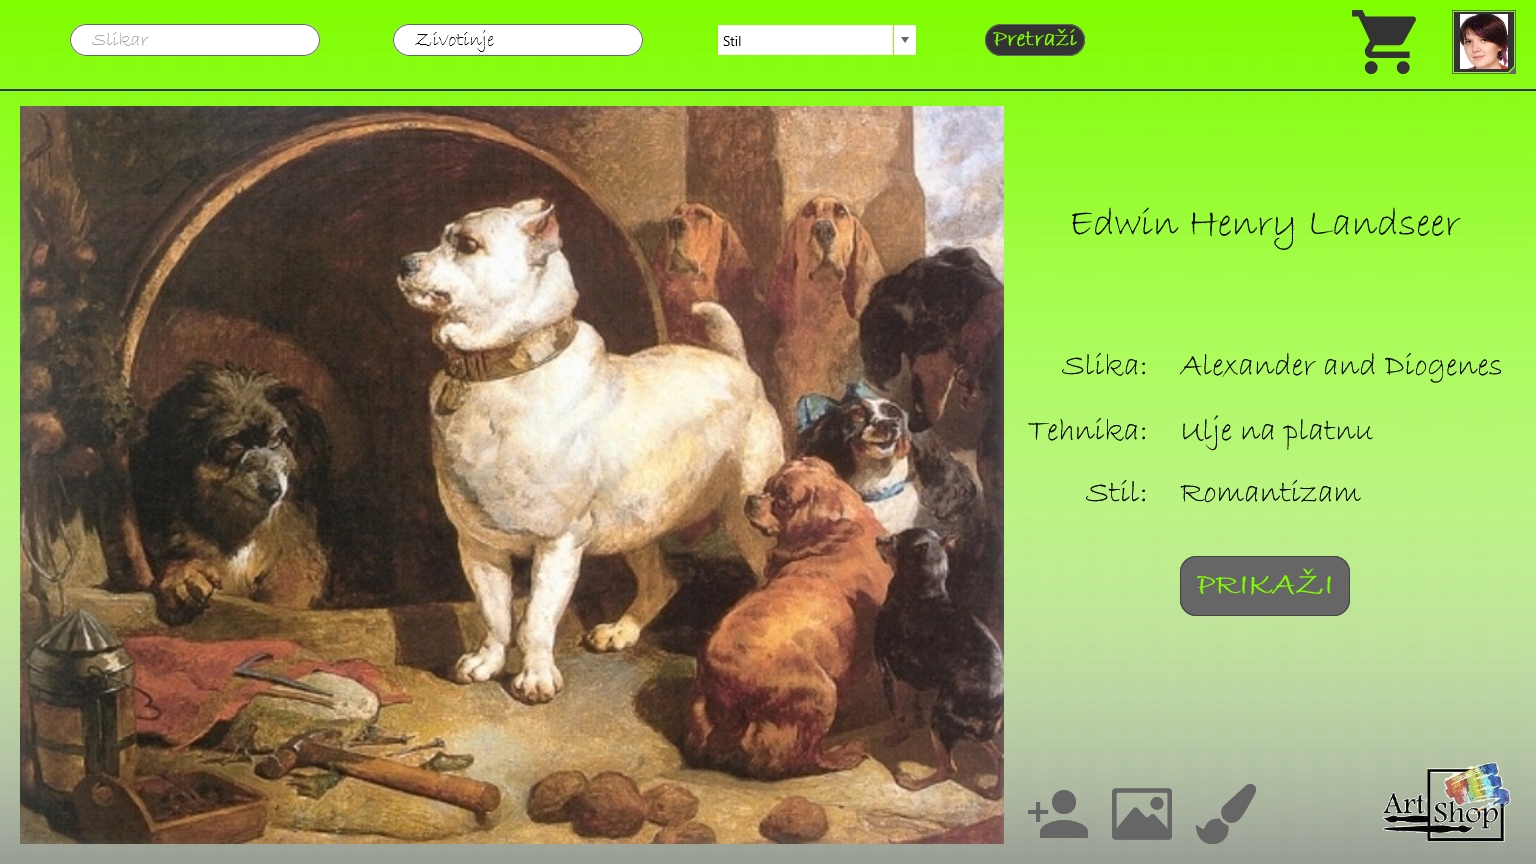 Slikar
Zivotinje
Stil
Pretraži
Edwin Henry Landseer
Slika: Alexander and Diogenes
Tehnika: Ulje na platnu
Stil: Romantizam
PRIKAŽI
Art Shop